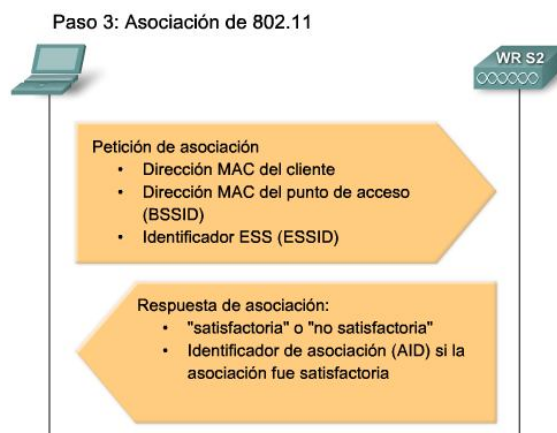 Paso 3: Asociación de 802.11
WR S2
Petición de asociación
• Dirección MAC del cliente
• Dirección MAC del punto de acceso
(BSSID)
• Identificador ESS (ESSID)
Respuesta de asociación:
• "satisfactoria" o "no satisfactoria"
• Identificador de asociación (AID) si la
asociación fue satisfactoria